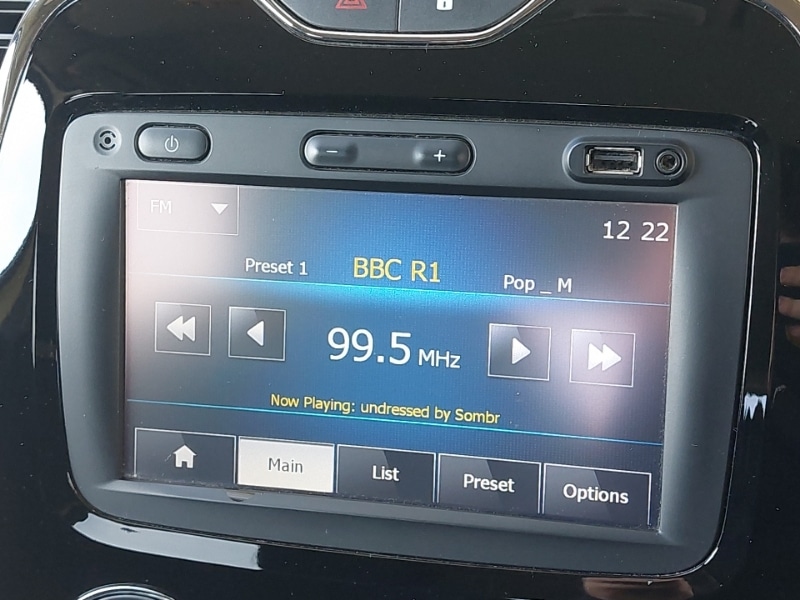 FM
12 22
Preset 1 BBC R1 Pop _ M
99.5 MHz
Now Playing: undressed by Sombr
Main List Preset Options